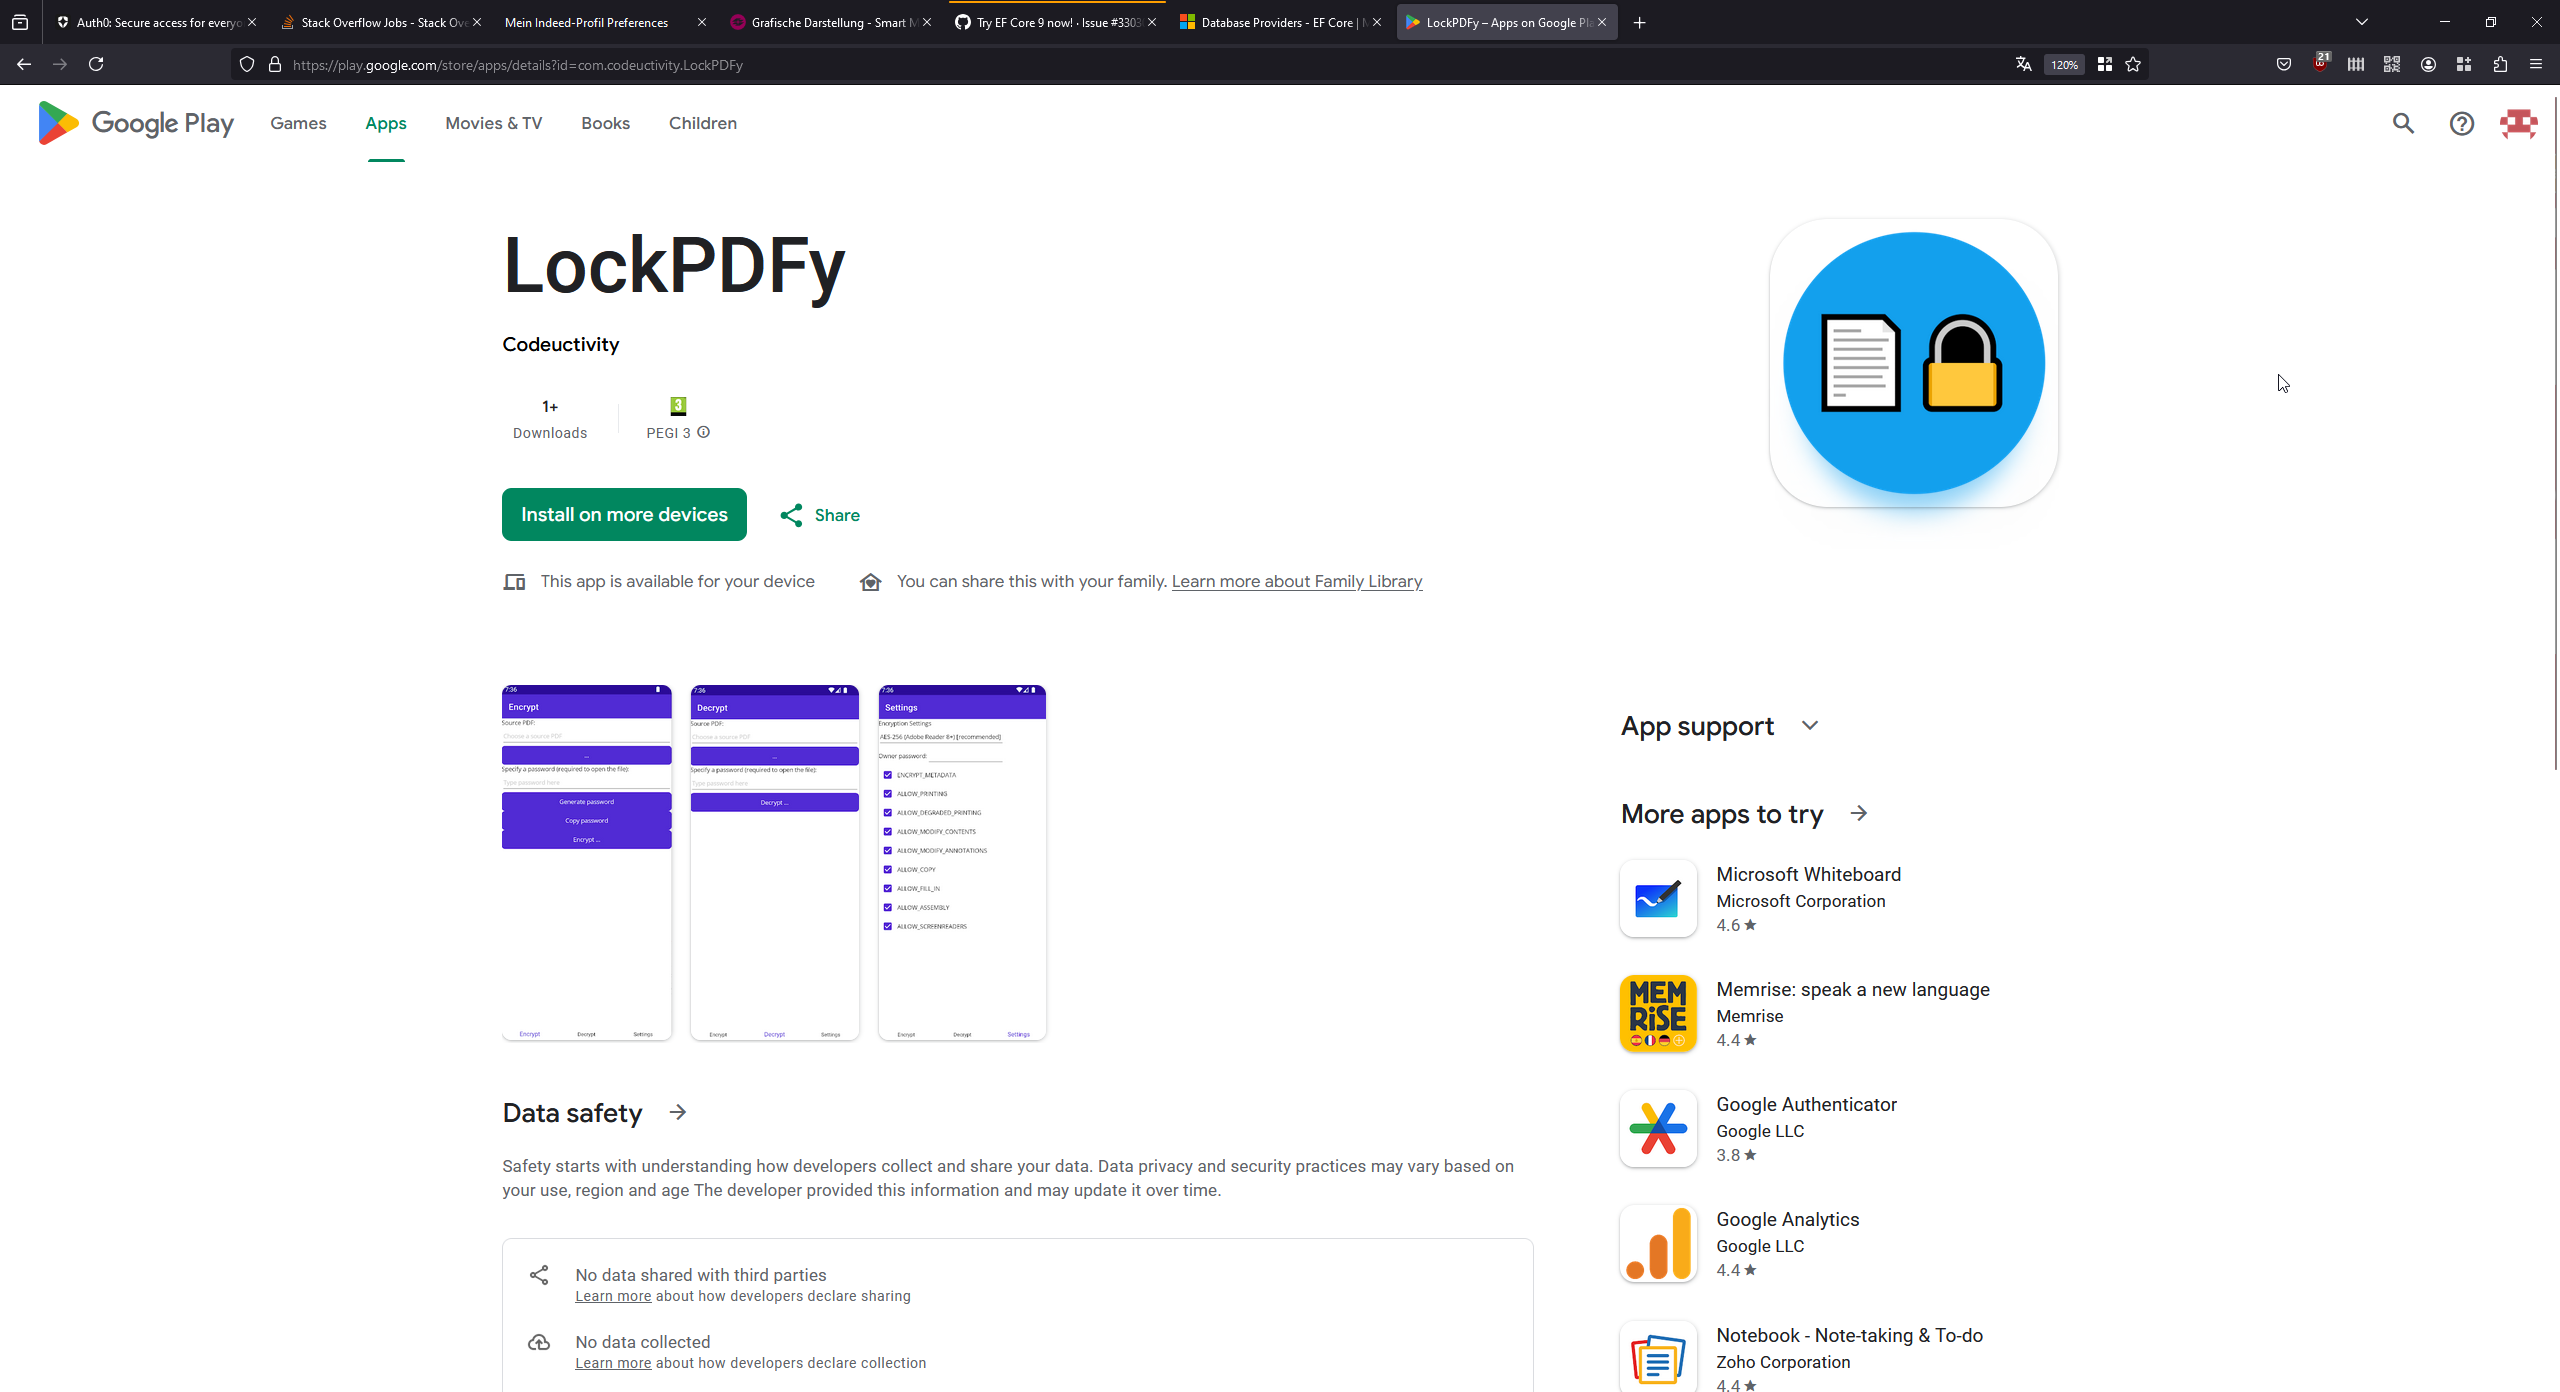 Auth0: Secure access for everyo
Stack Overflow Jobs - Stack Ove
Mein Indeed-Profil Preferences
Grafische Darstellung - Smart M
Try EF Core 9 now! · Issue #3303
Database Providers - EF Core | M
LockPDFy – Apps on Google Pla
https://play.google.com/store/apps/details?id=com.codeuctivity.LockPDFy
120%
21
Google Play
Games
Apps
Movies & TV
Books
Children
LockPDFy
Codeuctivity
1+
Downloads
3
PEGI 3
Install on more devices
Share
This app is available for your device
You can share this with your family. Learn more about Family Library
7:36
Encrypt
Source PDF:
Choose a source PDF
...
Specify a password (required to open the file):
Type password here
Generate password
Copy password
Encrypt ...
Encrypt
Decrypt
Settings
7:36
Decrypt
Source PDF:
Choose a source PDF
...
Specify a password (required to open the file):
Type password here
Decrypt ...
Encrypt
Decrypt
Settings
7:36
Settings
Encryption Settings
AES-256 [Adobe Reader 8+] [recommended]
Owner password:
ENCRYPT_METADATA
ALLOW_PRINTING
ALLOW_DEGRADED_PRINTING
ALLOW_MODIFY_CONTENTS
ALLOW_MODIFY_ANNOTATIONS
ALLOW_COPY
ALLOW_FILL_IN
ALLOW_ASSEMBLY
ALLOW_SCREENREADERS
Encrypt
Decrypt
Settings
Data safety
Safety starts with understanding how developers collect and share your data. Data privacy and security practices may vary based on
your use, region and age The developer provided this information and may update it over time.
No data shared with third parties
Learn more about how developers declare sharing
No data collected
Learn more about how developers declare collection
App support
More apps to try
Microsoft Whiteboard
Microsoft Corporation
4.6
MEM
RiSE
Memrise: speak a new language
Memrise
4.4
Google Authenticator
Google LLC
3.8
Google Analytics
Google LLC
4.4
Notebook - Note-taking & To-do
Zoho Corporation
4.4